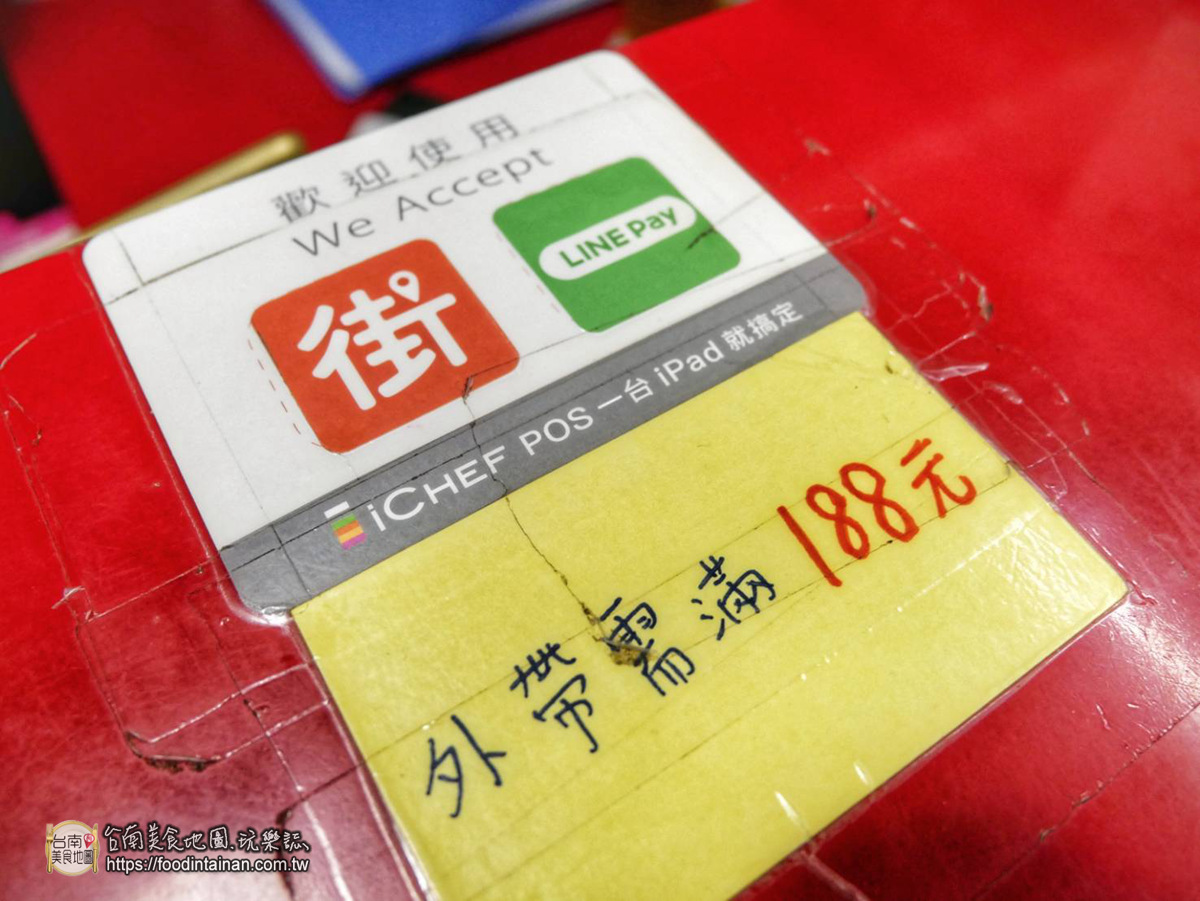 歡迎使用
We Accept
街
LINE Pay
iCHEF POS 一台 iPad 就搞定
外帶需滿188元
台南
美食地圖
台南美食地圖.玩樂誌
https://foodintainan.com.tw